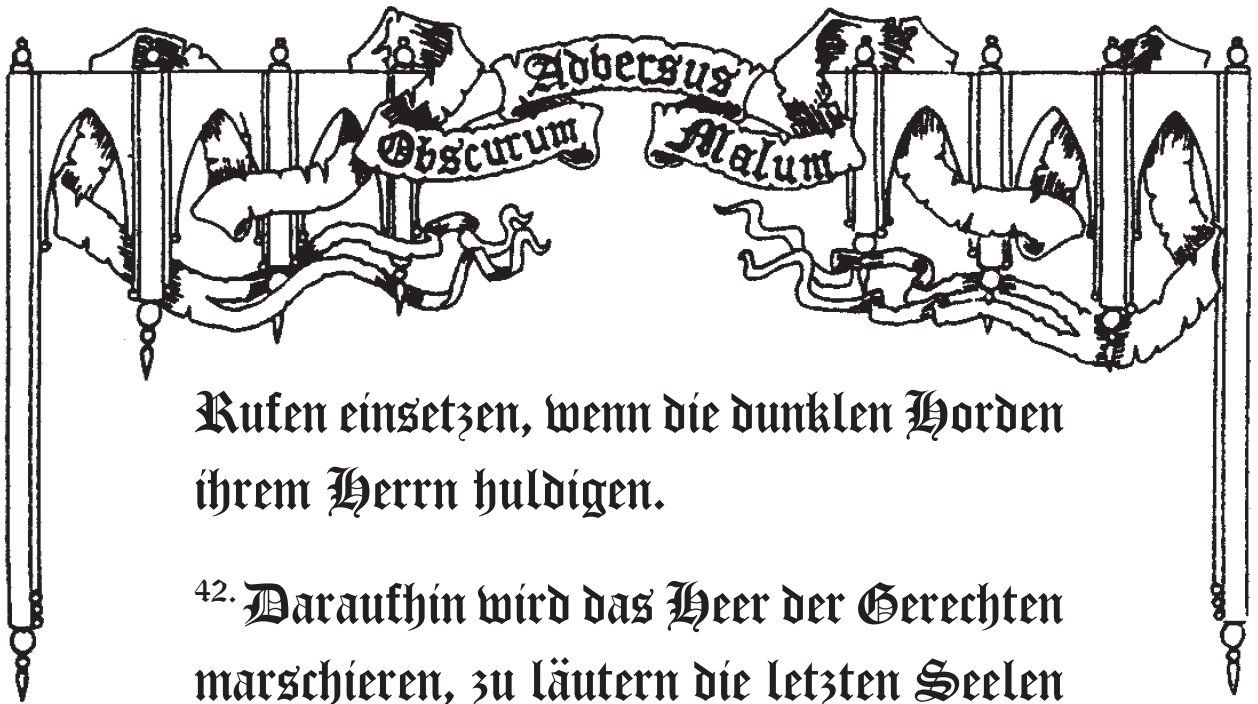 Adversus
Obscurum Malum
Rufen einsetzen, wenn die dunklen Horden
ihrem Herrn huldigen.
42. Daraufhin wird das Heer der Gerechten
marschieren, zu läutern die letzten Seelen